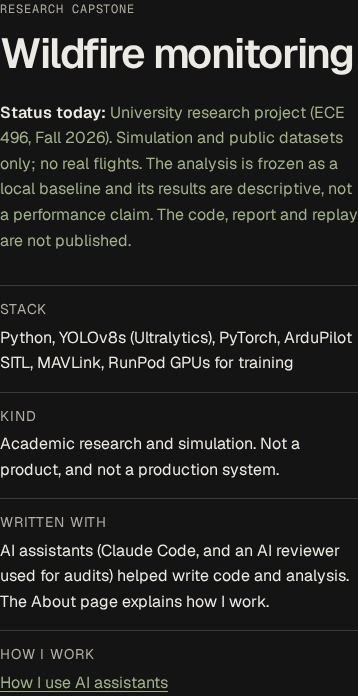 RESEARCH CAPSTONE
Wildfire monitoring
Status today: University research project (ECE
496, Fall 2026). Simulation and public datasets
only; no real flights. The analysis is frozen as a
local baseline and its results are descriptive, not
a performance claim. The code, report and replay
are not published.
STACK
Python, YOLOv8s (Ultralytics), PyTorch, ArduPilot
SITL, MAVLink, RunPod GPUs for training
KIND
Academic research and simulation. Not a
product, and not a production system.
WRITTEN WITH
AI assistants (Claude Code, and an AI reviewer
used for audits) helped write code and analysis.
The About page explains how I work.
HOW I WORK
How I use AI assistants